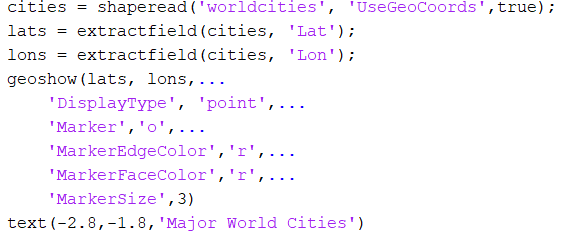 cities = shaperead('worldcities', 'UseGeoCoords',true);
lats = extractfield(cities, 'Lat');
lons = extractfield(cities, 'Lon');
geoshow(lats, lons,...
    'DisplayType', 'point',...
    'Marker','o',...
    'MarkerEdgeColor','r',...
    'MarkerFaceColor','r',...
    'MarkerSize',3)
text(-2.8,-1.8,'Major World Cities')